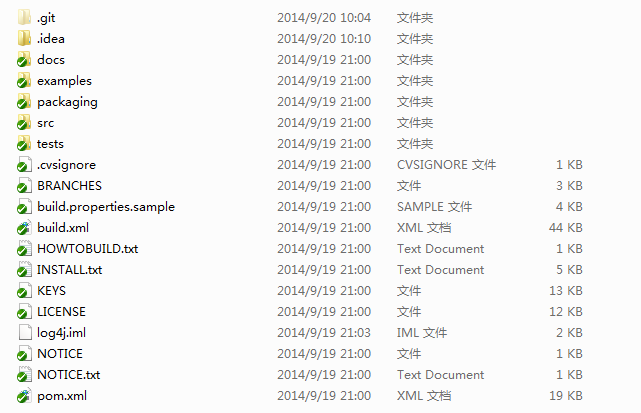 .git 2014/9/20 10:04 文件夹
.idea 2014/9/20 10:10 文件夹
docs 2014/9/19 21:00 文件夹
examples 2014/9/19 21:00 文件夹
packaging 2014/9/19 21:00 文件夹
src 2014/9/19 21:00 文件夹
tests 2014/9/19 21:00 文件夹
.cvsignore 2014/9/19 21:00 CVSIGNORE 文件 1 KB
BRANCHES 2014/9/19 21:00 文件 3 KB
build.properties.sample 2014/9/19 21:00 SAMPLE 文件 4 KB
build.xml 2014/9/19 21:00 XML 文档 44 KB
HOWTOBUILD.txt 2014/9/19 21:00 Text Document 1 KB
INSTALL.txt 2014/9/19 21:00 Text Document 5 KB
KEYS 2014/9/19 21:00 文件 13 KB
LICENSE 2014/9/19 21:00 文件 12 KB
log4j.iml 2014/9/19 21:03 IML 文件 2 KB
NOTICE 2014/9/19 21:00 文件 1 KB
NOTICE.txt 2014/9/19 21:00 Text Document 1 KB
pom.xml 2014/9/19 21:00 XML 文档 19 KB